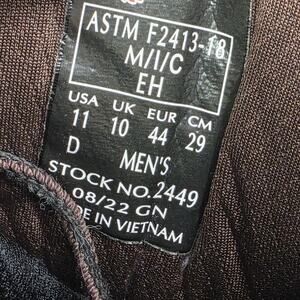 ASTM F2413-18
M/I/C
EH
USA UK EUR CM
11 10 44 29
D MEN'S
STOCK NO.2449
08/22 GN
DE IN VIETNAM